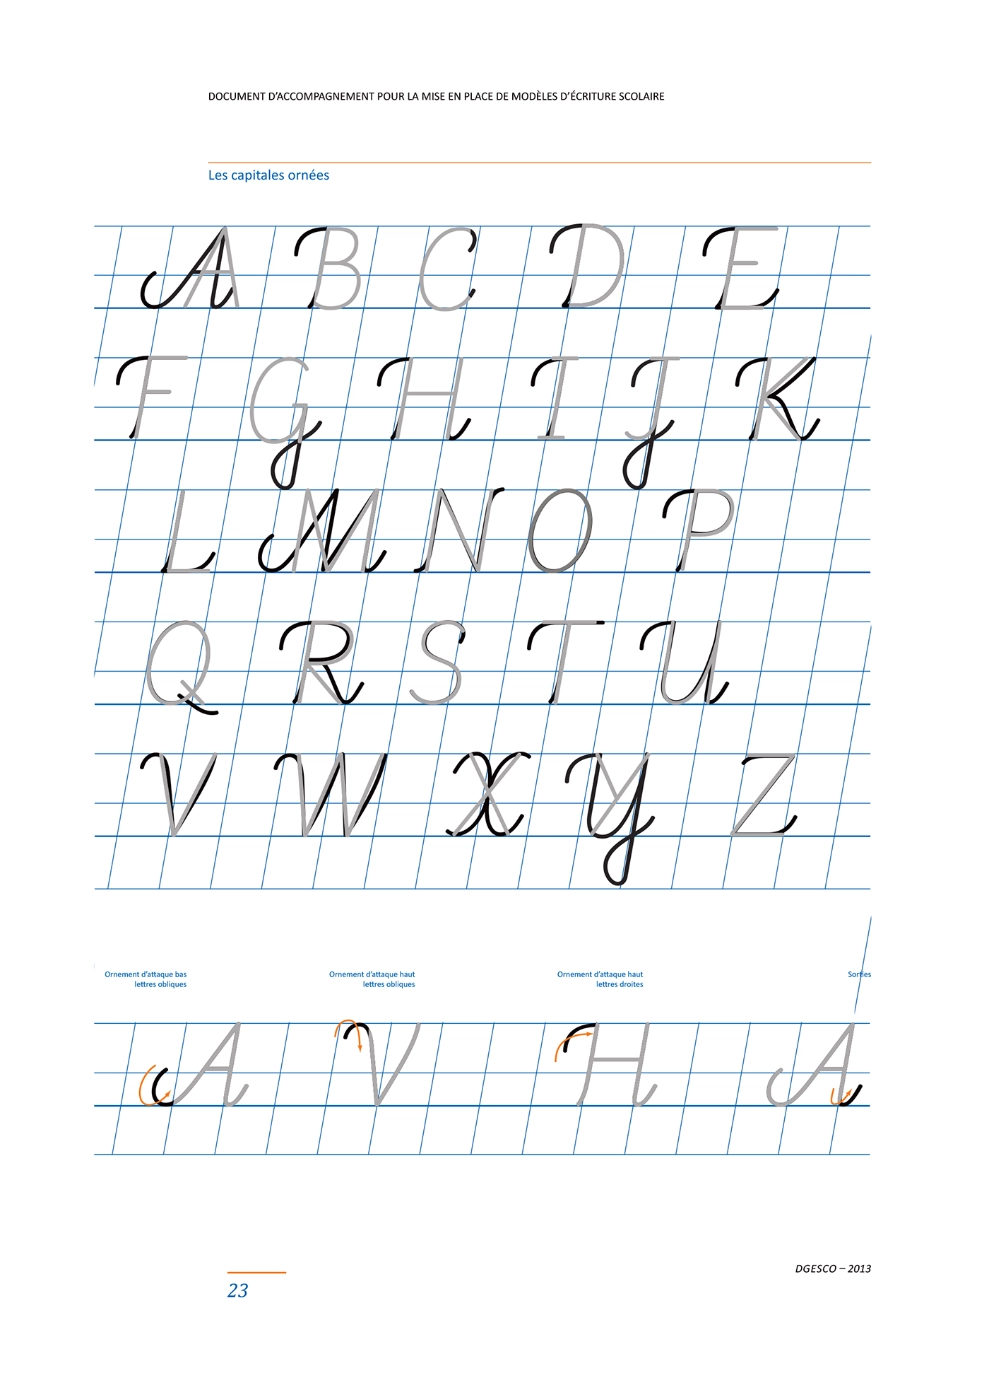 DOCUMENT D'ACCOMPAGNEMENT POUR LA MISE EN PLACE DE MODÈLES D'ÉCRITURE SCOLAIRE
Les capitales ornées
A B C D E
F G H I J K
L M N O P
Q R S T U
V W X Y Z
Ornement d'attaque bas
lettres obliques
Ornement d'attaque haut
lettres obliques
Ornement d'attaque haut
lettres droites
Sorties
A V H A
DGESCO – 2013
23